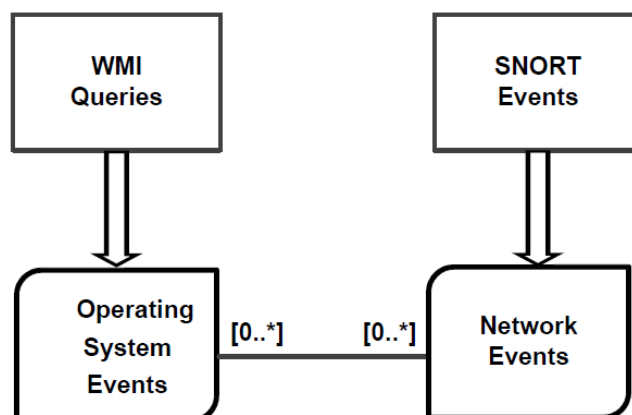 WMI
Queries
SNORT
Events
Operating
System
Events
[0..*]
[0..*]
Network
Events